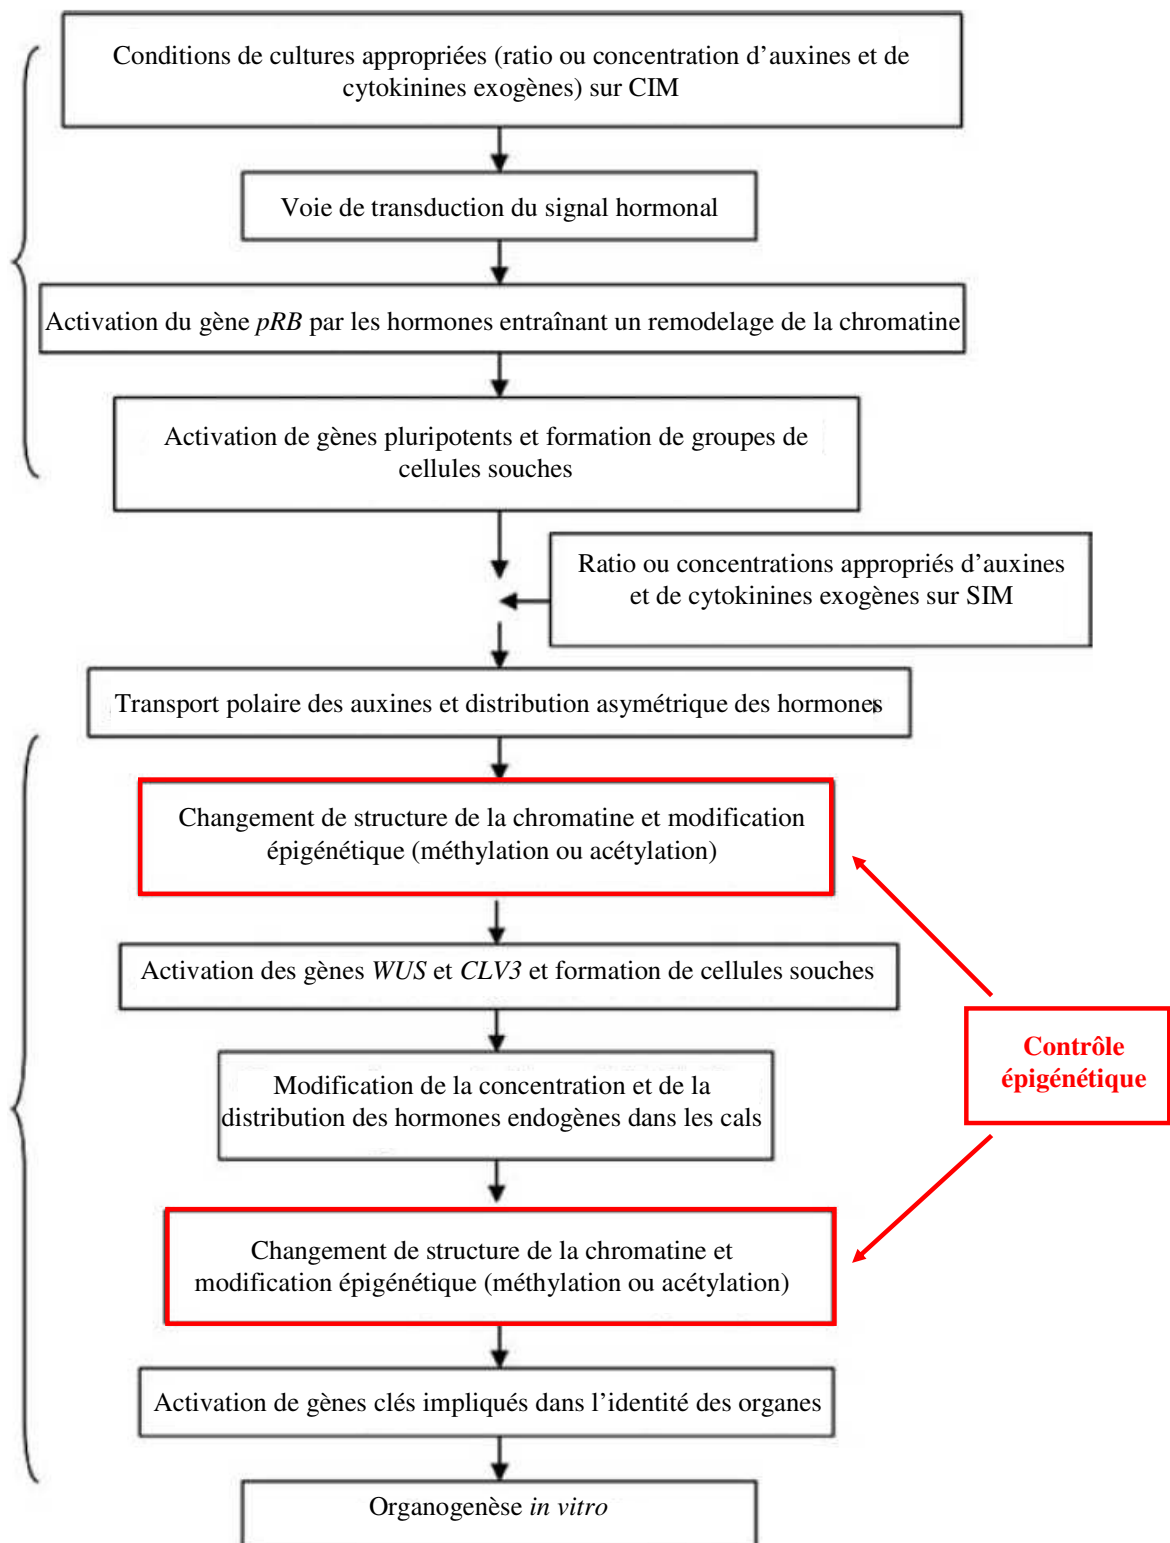 Conditions de cultures appropriées (ratio ou concentration d'auxines et de
cytokinines exogènes) sur CIM
Voie de transduction du signal hormonal
Activation du gène pRB par les hormones entraînant un remodelage de la chromatine
Activation de gènes pluripotents et formation de groupes de
cellules souches
Ratio ou concentrations appropriés d'auxines
et de cytokinines exogènes sur SIM
Transport polaire des auxines et distribution asymétrique des hormones
Changement de structure de la chromatine et modification
épigénétique (méthylation ou acétylation)
Activation des gènes WUS et CLV3 et formation de cellules souches
Contrôle
épigénétique
Modification de la concentration et de la
distribution des hormones endogènes dans les cals
Changement de structure de la chromatine et
modification épigénétique (méthylation ou acétylation)
Activation de gènes clés impliqués dans l'identité des organes
Organogenèse in vitro